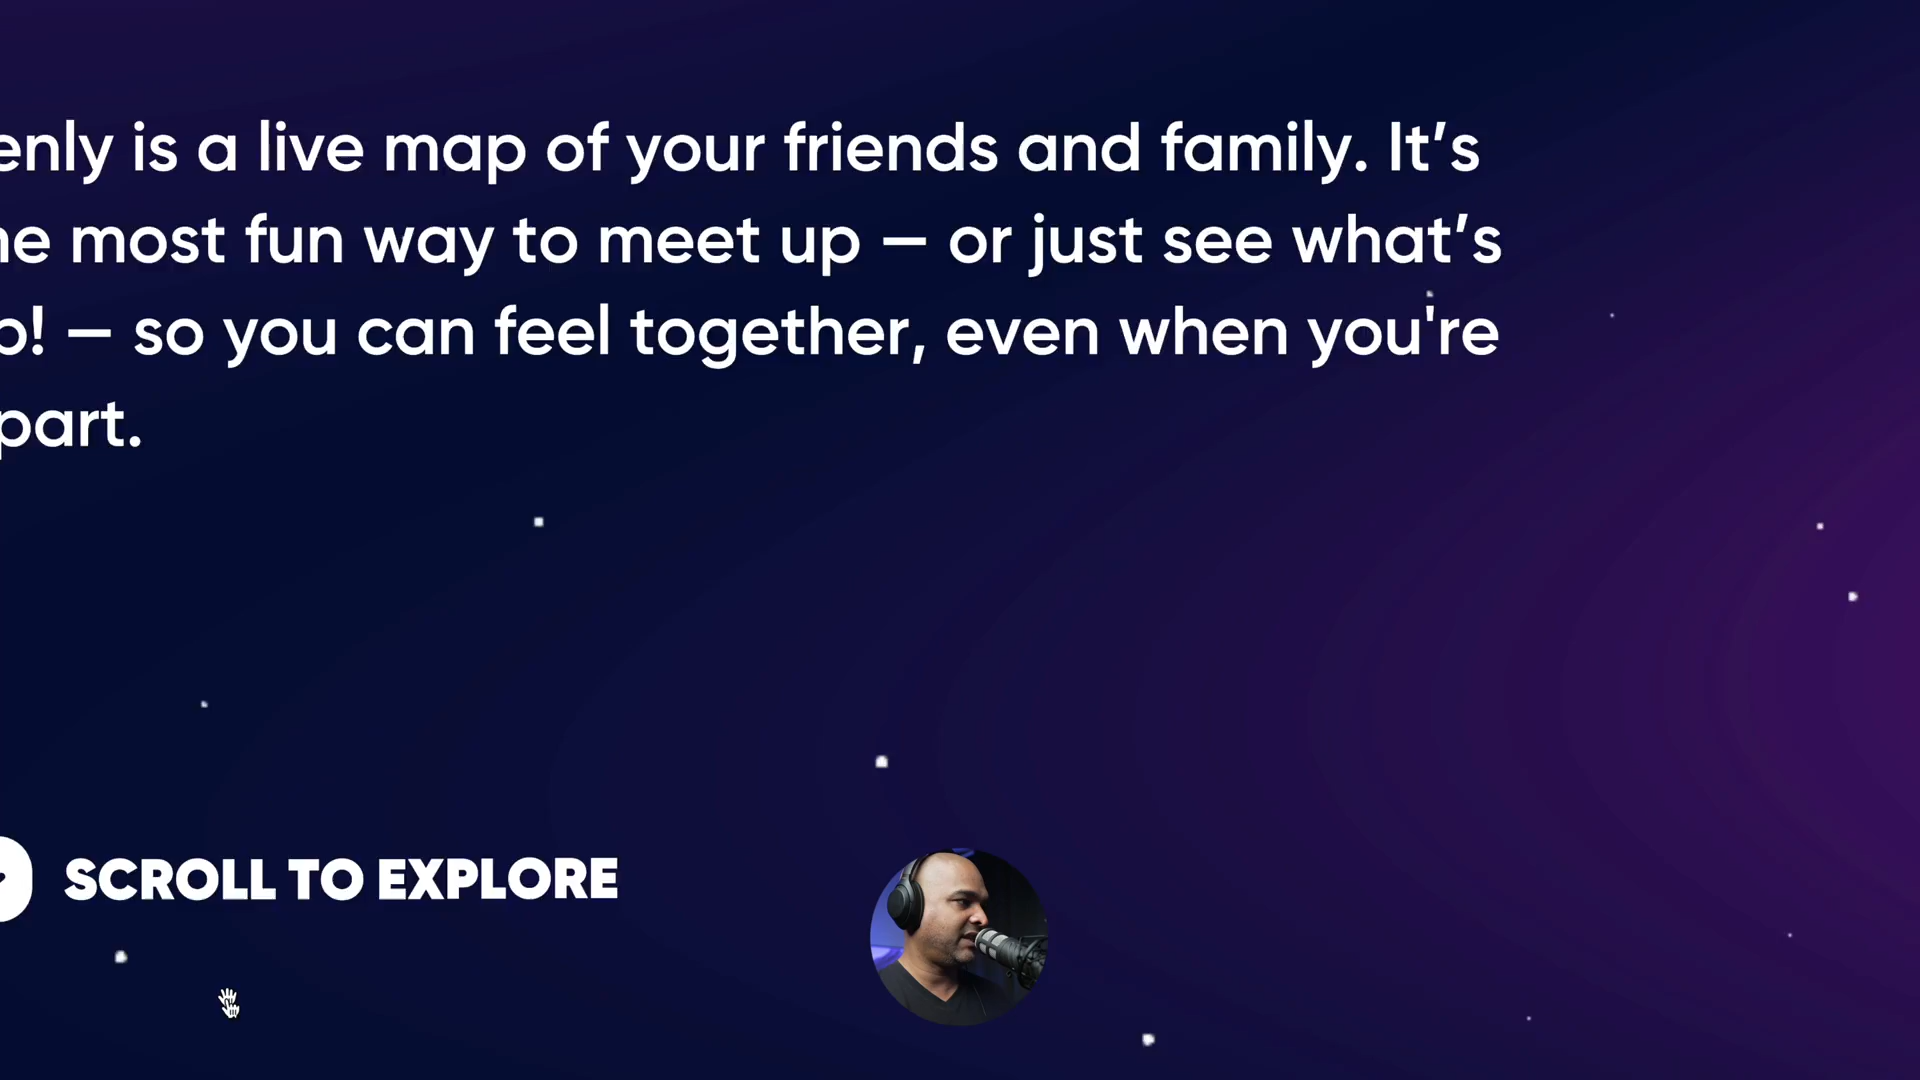 enly is a live map of your friends and family. It’s
he most fun way to meet up — or just see what’s
p! — so you can feel together, even when you're
part.
SCROLL TO EXPLORE